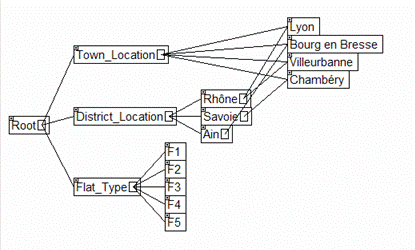 Lyon
Bourg en Bresse
Town_Location
Villeurbanne
Chambéry
Rhône
District_Location
Savoie
Root
Ain
F1
F2
Flat_Type
F3
F4
F5